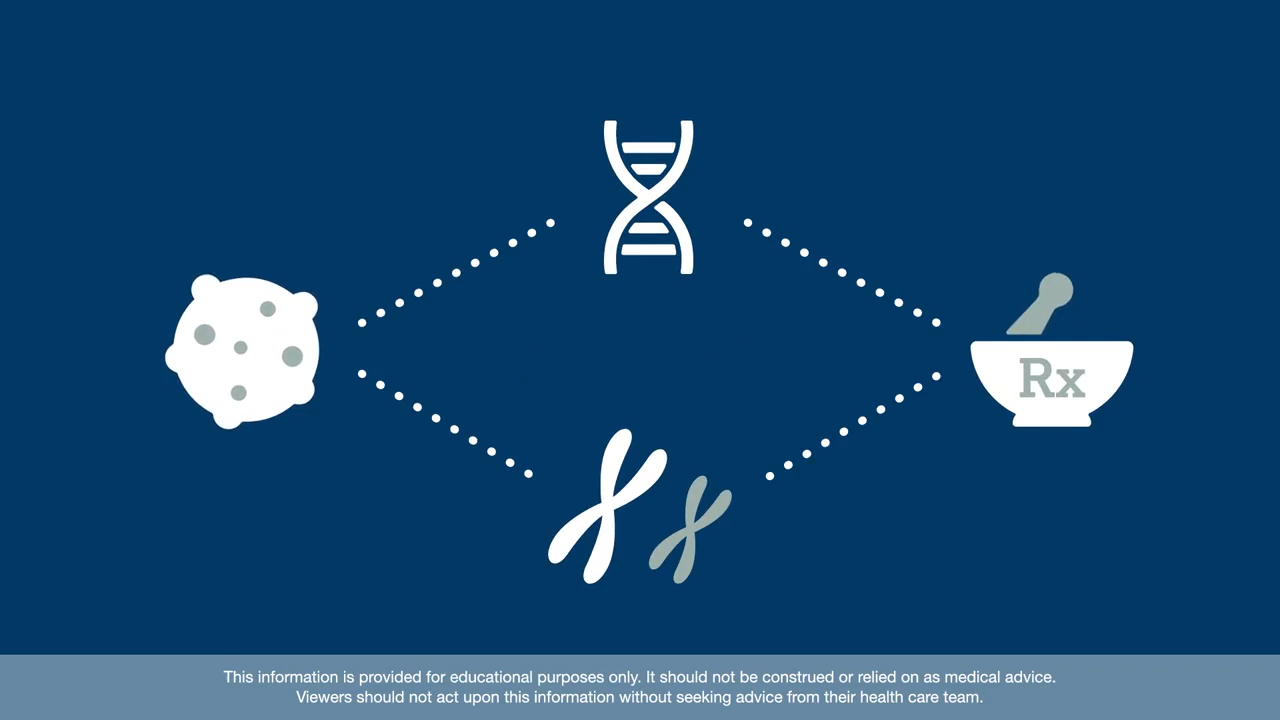 Rx
This information is provided for educational purposes only. It should not be construed or relied on as medical advice.
Viewers should not act upon this information without seeking advice from their health care team.